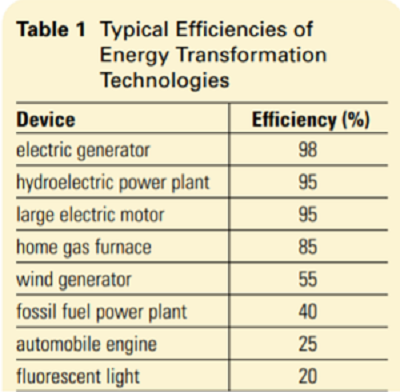 Table 1 Typical Efficiencies of
Energy Transformation
Technologies
Device Efficiency (%)
electric generator 98
hydroelectric power plant 95
large electric motor 95
home gas furnace 85
wind generator 55
fossil fuel power plant 40
automobile engine 25
fluorescent light 20